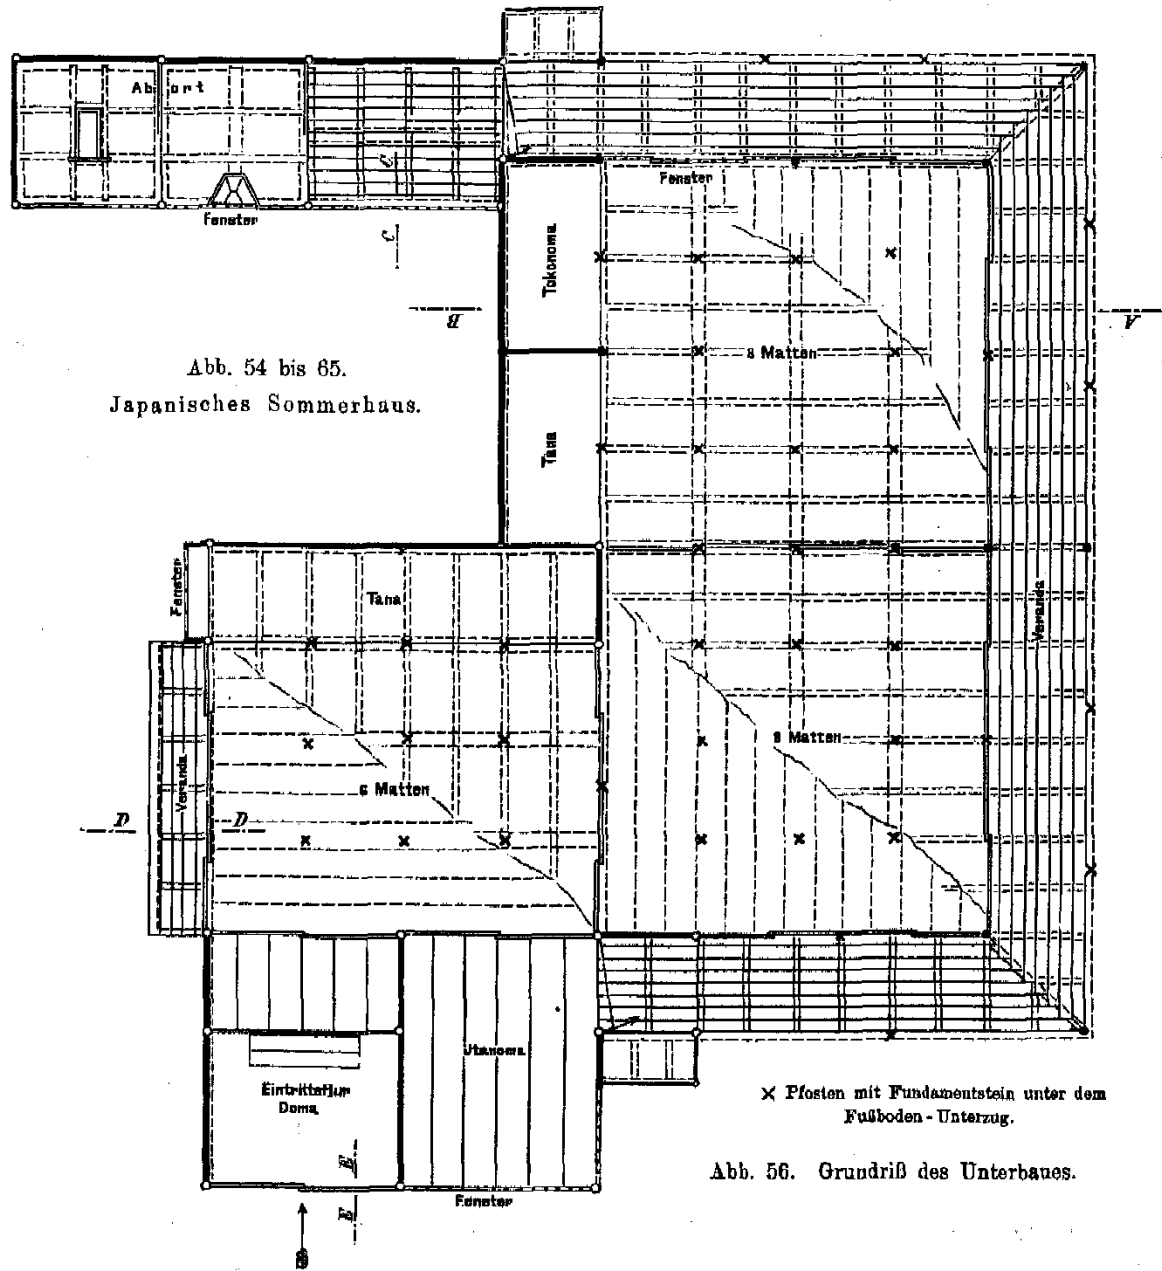 Abort
C
C
Fenster
Fenster
Tokonoma
B
A
8 Matten
Abb. 54 bis 65.
Japanisches Sommerhaus.
Tana
Fenster
Tana
Veranda
8 Matten
Veranda
6 Matten
D
D
Utanoma
Eintrittsflur
Doma
× Pfosten mit Fundamentstein unter dem
Fußboden-Unterzug.
E
Abb. 56. Grundriß des Unterbaues.
Fenster
E